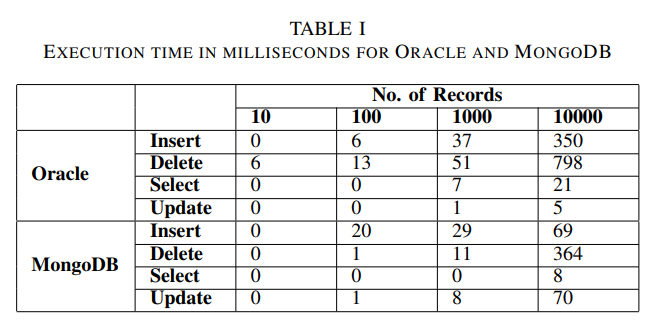 TABLE I
EXECUTION TIME IN MILLISECONDS FOR ORACLE AND MONGODB
No. of Records
10 100 1000 10000
Oracle
Insert 0 6 37 350
Delete 6 13 51 798
Select 0 0 7 21
Update 0 0 1 5
MongoDB
Insert 0 20 29 69
Delete 0 1 11 364
Select 0 0 0 8
Update 0 1 8 70